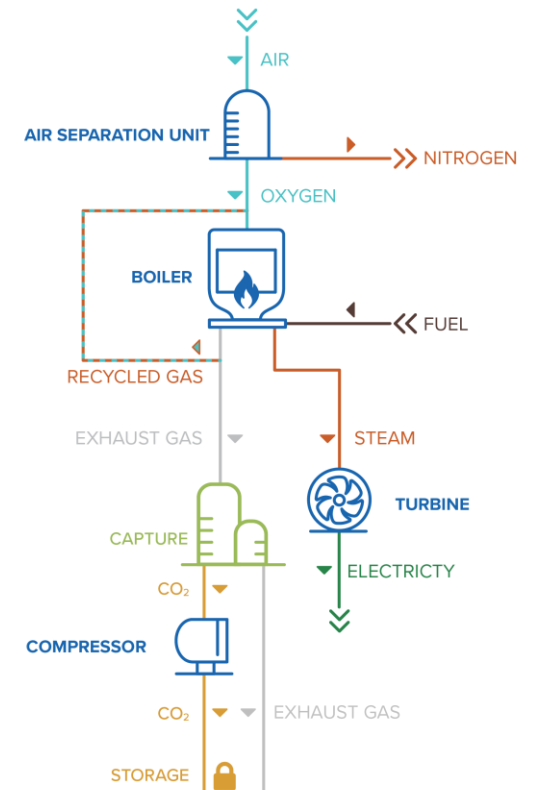 AIR
AIR SEPARATION UNIT
NITROGEN
OXYGEN
BOILER
FUEL
RECYCLED GAS
EXHAUST GAS
STEAM
TURBINE
CAPTURE
ELECTRICTY
CO₂
COMPRESSOR
CO₂
EXHAUST GAS
STORAGE